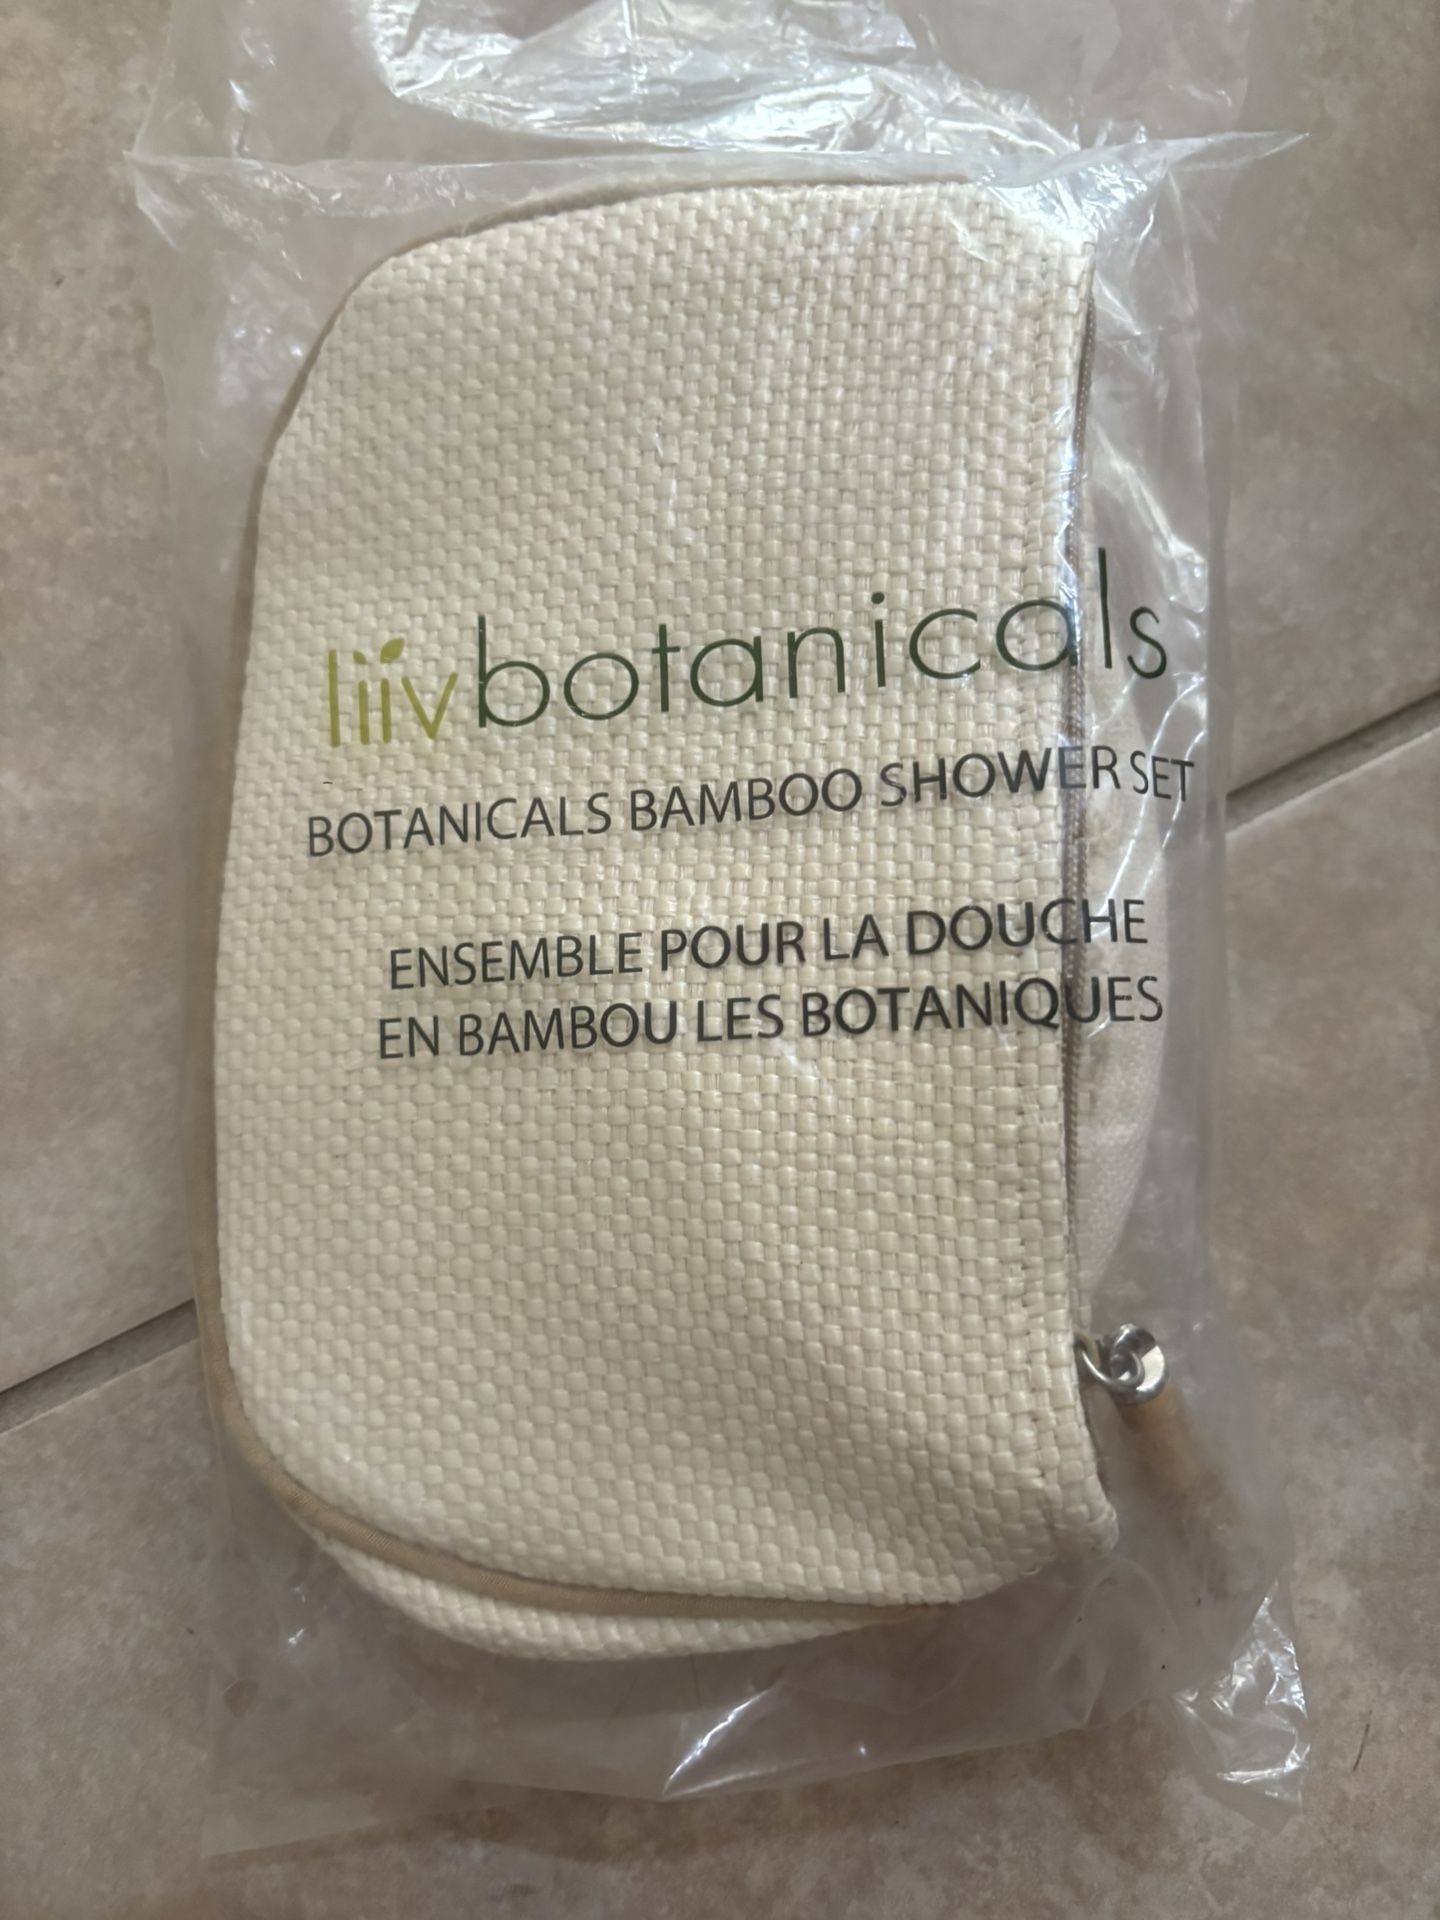 liivbotanicals
BOTANICALS BAMBOO SHOWER SET
ENSEMBLE POUR LA DOUCHE
EN BAMBOU LES BOTANIQUES